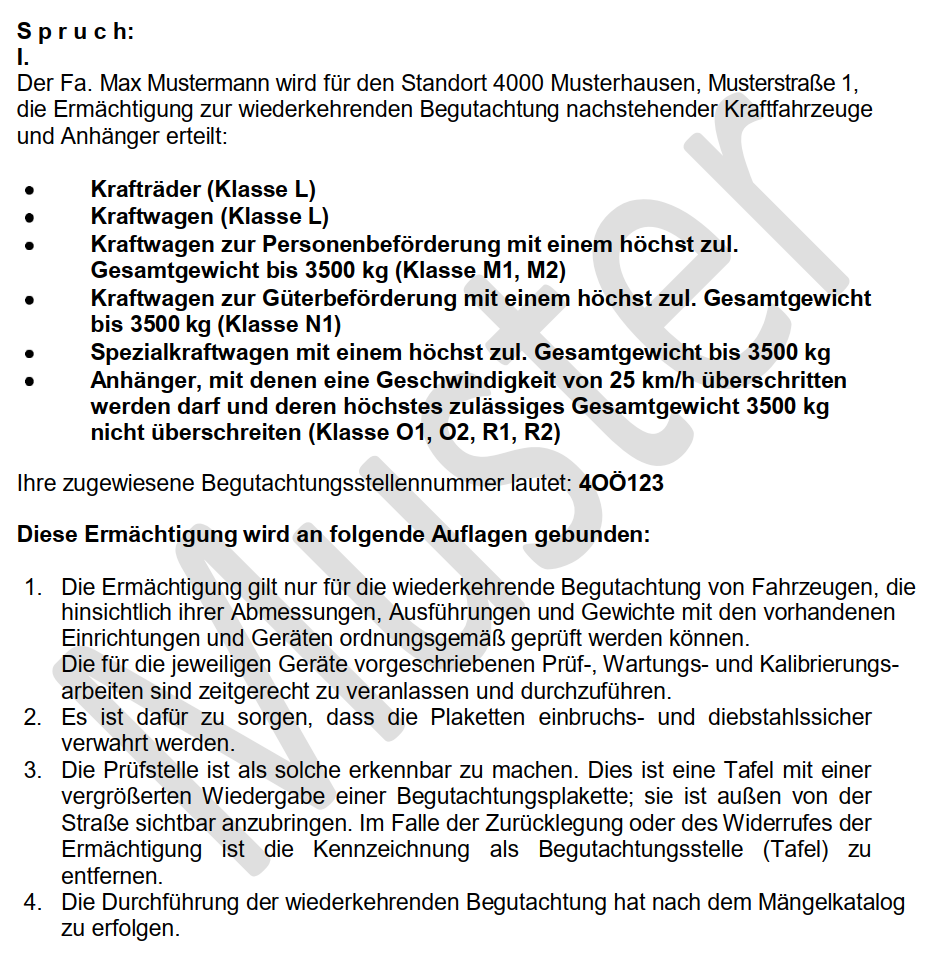 S p r u c h:
I.
Der Fa. Max Mustermann wird für den Standort 4000 Musterhausen, Musterstraße 1,
die Ermächtigung zur wiederkehrenden Begutachtung nachstehender Kraftfahrzeuge
und Anhänger erteilt:
• Krafträder (Klasse L)
• Kraftwagen (Klasse L)
• Kraftwagen zur Personenbeförderung mit einem höchst zul.
Gesamtgewicht bis 3500 kg (Klasse M1, M2)
• Kraftwagen zur Güterbeförderung mit einem höchst zul. Gesamtgewicht
bis 3500 kg (Klasse N1)
• Spezialkraftwagen mit einem höchst zul. Gesamtgewicht bis 3500 kg
• Anhänger, mit denen eine Geschwindigkeit von 25 km/h überschritten
werden darf und deren höchstes zulässiges Gesamtgewicht 3500 kg
nicht überschreiten (Klasse O1, O2, R1, R2)
Ihre zugewiesene Begutachtungsstellennummer lautet: 4OÖ123
Diese Ermächtigung wird an folgende Auflagen gebunden:
1. Die Ermächtigung gilt nur für die wiederkehrende Begutachtung von Fahrzeugen, die
hinsichtlich ihrer Abmessungen, Ausführungen und Gewichte mit den vorhandenen
Einrichtungen und Geräten ordnungsgemäß geprüft werden können.
Die für die jeweiligen Geräte vorgeschriebenen Prüf-, Wartungs- und Kalibrierungs-
arbeiten sind zeitgerecht zu veranlassen und durchzuführen.
2. Es ist dafür zu sorgen, dass die Plaketten einbruchs- und diebstahlssicher
verwahrt werden.
3. Die Prüfstelle ist als solche erkennbar zu machen. Dies ist eine Tafel mit einer
vergrößerten Wiedergabe einer Begutachtungsplakette; sie ist außen von der
Straße sichtbar anzubringen. Im Falle der Zurücklegung oder des Widerrufes der
Ermächtigung ist die Kennzeichnung als Begutachtungsstelle (Tafel) zu
entfernen.
4. Die Durchführung der wiederkehrenden Begutachtung hat nach dem Mängelkatalog
zu erfolgen.
Muster